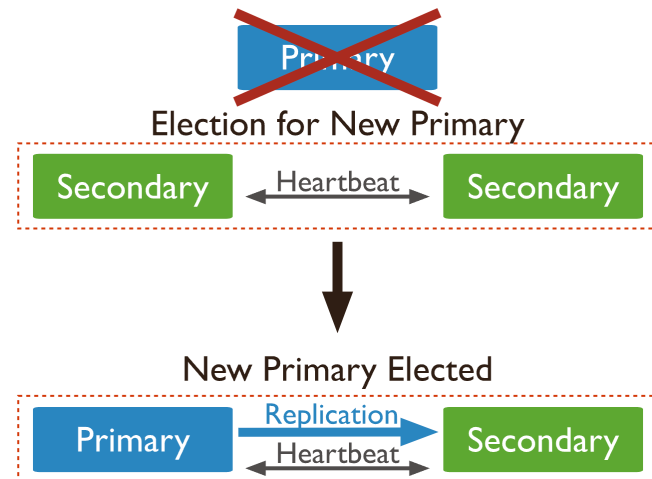 Primary
Election for New Primary
Secondary
Heartbeat
Secondary
New Primary Elected
Primary
Replication
Heartbeat
Secondary